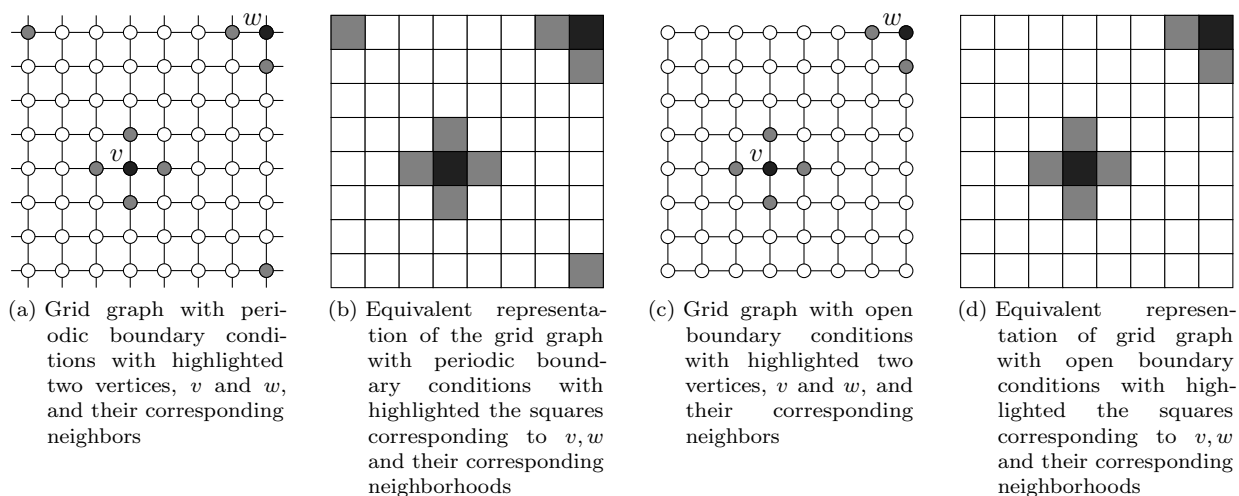 w
v
w
v
(a) Grid graph with peri-
odic boundary condi-
tions with highlighted
two vertices, v and w,
and their corresponding
neighbors
(b) Equivalent representa-
tion of the grid graph
with periodic bound-
ary conditions with
highlighted the squares
corresponding to v, w
and their corresponding
neighborhoods
(c) Grid graph with open
boundary conditions
with highlighted two
vertices, v and w, and
their corresponding
neighbors
(d) Equivalent represen-
tation of grid graph
with open boundary
conditions with high-
lighted the squares
corresponding to v, w
and their corresponding
neighborhoods